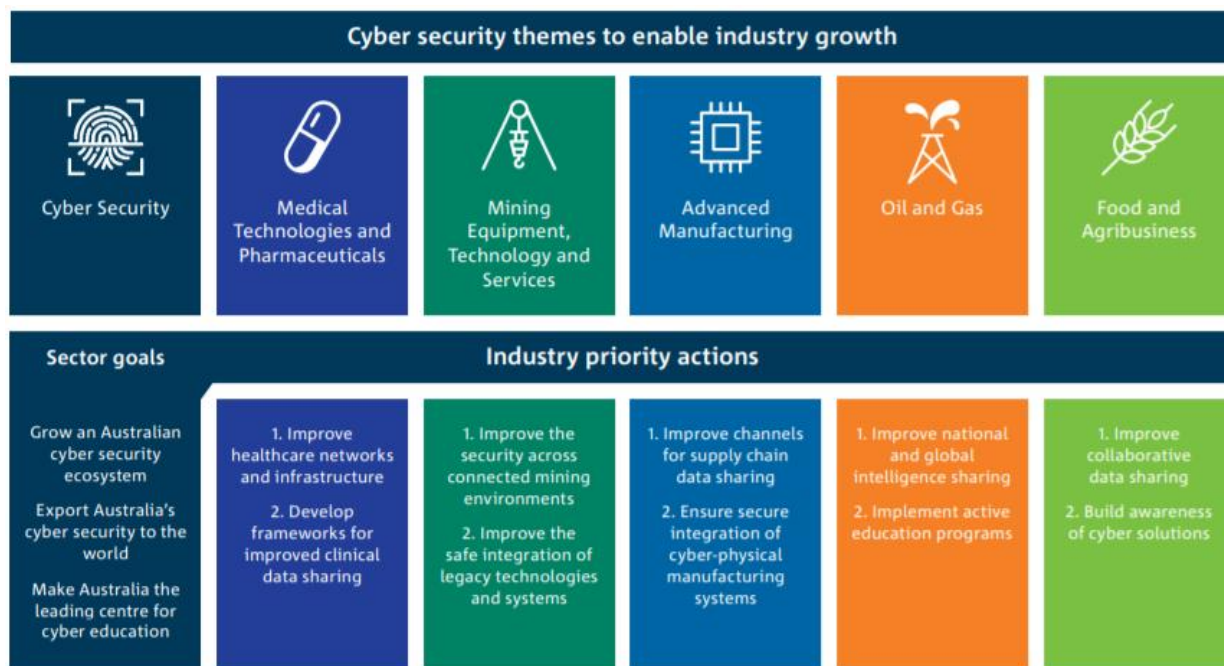 Cyber security themes to enable industry growth
Cyber Security
Medical
Technologies and
Pharmaceuticals
Mining
Equipment,
Technology and
Services
Advanced
Manufacturing
Oil and Gas
Food and
Agribusiness
Sector goals
Industry priority actions
Grow an Australian
cyber security
ecosystem
Export Australia’s
cyber security to the
world
Make Australia the
leading centre for
cyber education
1. Improve
healthcare networks
and infrastructure
2. Develop
frameworks for
improved clinical
data sharing
1. Improve the
security across
connected mining
environments
2. Improve the
safe integration of
legacy technologies
and systems
1. Improve channels
for supply chain
data sharing
2. Ensure secure
integration of
cyber-physical
manufacturing
systems
1. Improve national
and global
intelligence sharing
2. Implement active
education programs
1. Improve
collaborative
data sharing
2. Build awareness
of cyber solutions